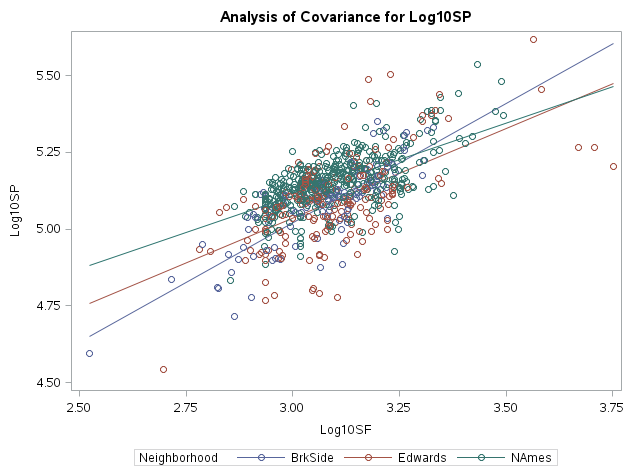 Analysis of Covariance for Log10SP
5.50
5.25
5.00
4.75
4.50
Log10SP
2.50 2.75 3.00 3.25 3.50 3.75
Log10SF
Neighborhood BrkSide Edwards NAmes